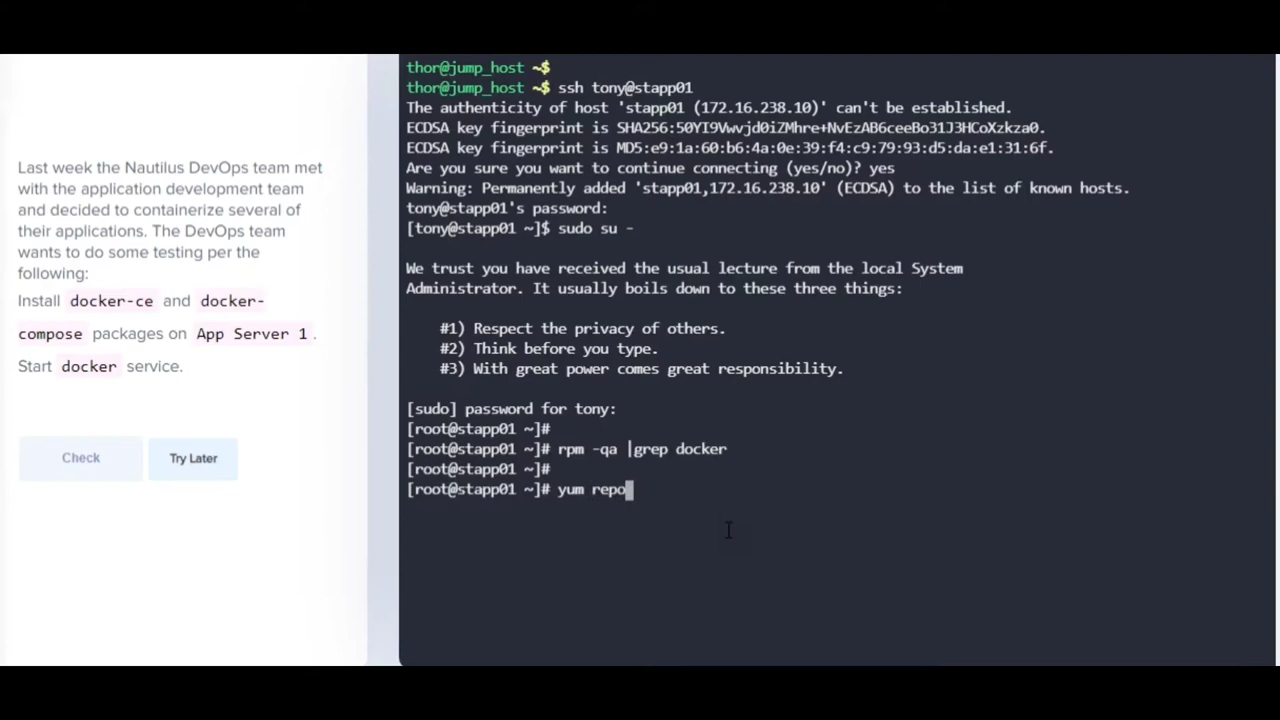 Last week the Nautilus DevOps team met
with the application development team
and decided to containerize several of
their applications. The DevOps team
wants to do some testing per the
following:
Install docker-ce and docker-
compose packages on App Server 1 .
Start docker service.
Check
Try Later
thor@jump_host ~$
thor@jump_host ~$ ssh tony@stapp01
The authenticity of host 'stapp01 (172.16.238.10)' can't be established.
ECDSA key fingerprint is SHA256:50YI9Vwvjd0iZMhre+NvEzAB6ceeBo31J3HCoXzkza0.
ECDSA key fingerprint is MD5:e9:1a:60:b6:4a:0e:39:f4:c9:79:93:d5:da:e1:31:6f.
Are you sure you want to continue connecting (yes/no)? yes
Warning: Permanently added 'stapp01,172.16.238.10' (ECDSA) to the list of known hosts.
tony@stapp01's password:
[tony@stapp01 ~]$ sudo su -
We trust you have received the usual lecture from the local System
Administrator. It usually boils down to these three things:
#1) Respect the privacy of others.
#2) Think before you type.
#3) With great power comes great responsibility.
[sudo] password for tony:
[root@stapp01 ~]#
[root@stapp01 ~]# rpm -qa |grep docker
[root@stapp01 ~]#
[root@stapp01 ~]# yum repo